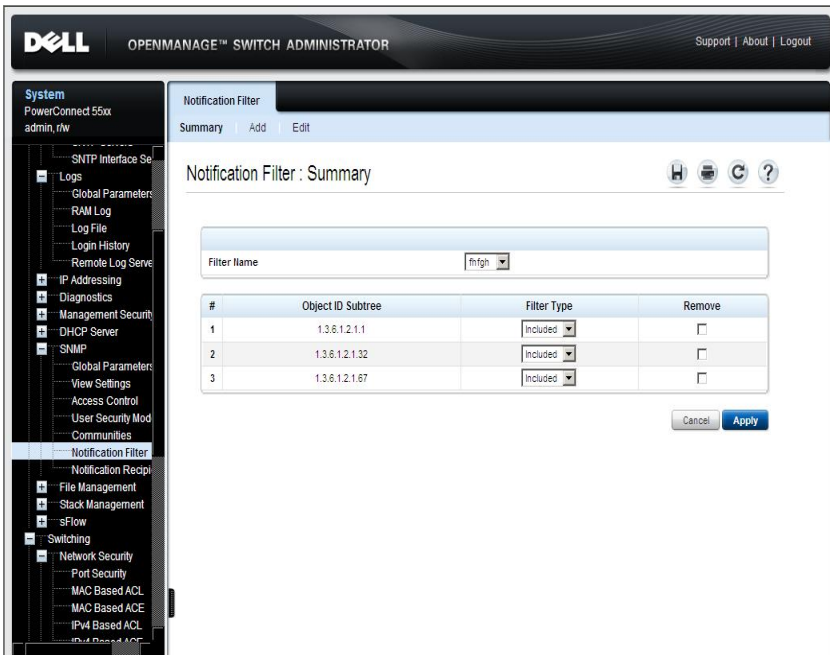 DELL
OPENMANAGE™ SWITCH ADMINISTRATOR
Support | About | Logout
System
PowerConnect 55xx
admin, r/w
SNTP Interface Se
Logs
Global Parameters
RAM Log
Log File
Login History
Remote Log Serve
IP Addressing
Diagnostics
Management Securit
DHCP Server
SNMP
Global Parameters
View Settings
Access Control
User Security Mod
Communities
Notification Filter
Notification Recipi
File Management
Stack Management
sFlow
Switching
Network Security
Port Security
MAC Based ACL
MAC Based ACE
IPv4 Based ACL
IPv4 Based ACE
Notification Filter
Summary Add Edit
Notification Filter : Summary
Filter Name fhfgh
# Object ID Subtree Filter Type Remove
1 1.3.6.1.2.1.1 Included
2 1.3.6.1.2.1.32 Included
3 1.3.6.1.2.1.67 Included
Cancel Apply